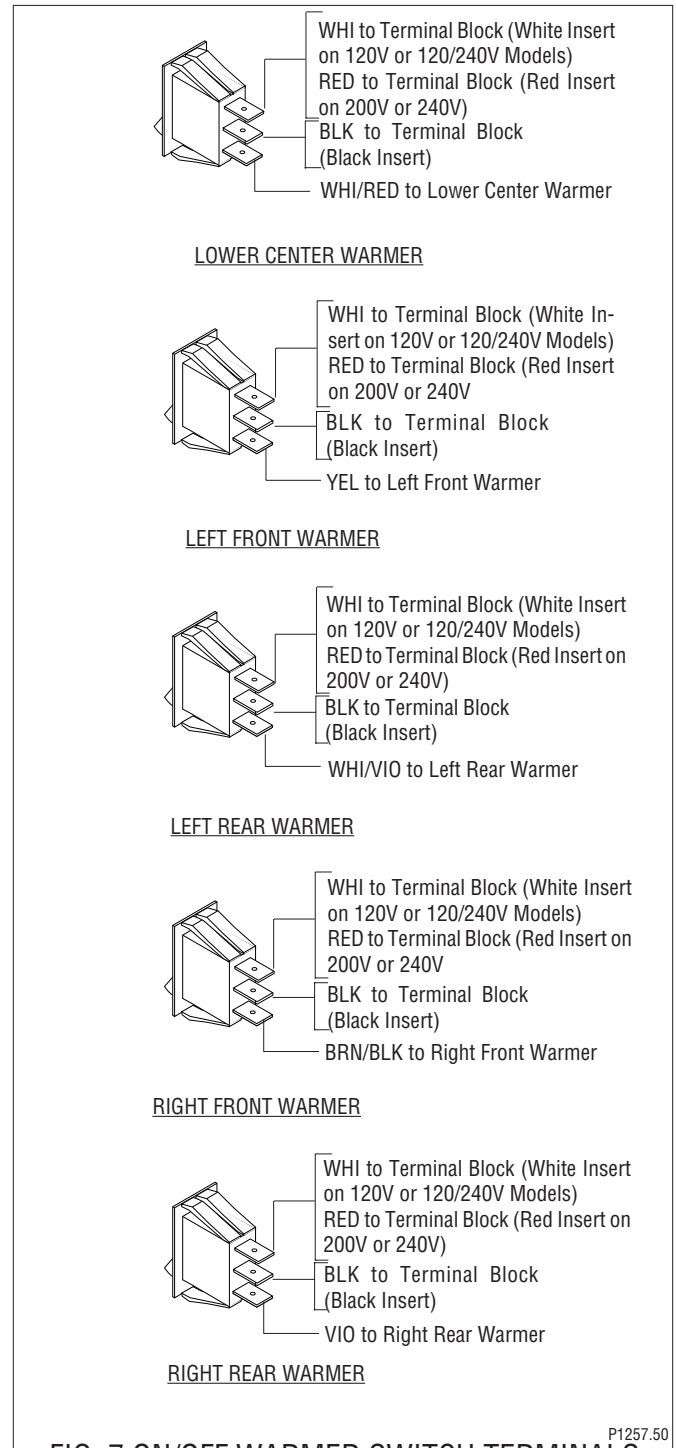 WHI to Terminal Block (White Insert
on 120V or 120/240V Models)
RED to Terminal Block (Red Insert
on 200V or 240V)
BLK to Terminal Block
(Black Insert)
WHI/RED to Lower Center Warmer
LOWER CENTER WARMER
WHI to Terminal Block (White In-
sert on 120V or 120/240V Models)
RED to Terminal Block (Red Insert
on 200V or 240V
BLK to Terminal Block
(Black Insert)
YEL to Left Front Warmer
LEFT FRONT WARMER
WHI to Terminal Block (White Insert
on 120V or 120/240V Models)
RED to Terminal Block (Red Insert on
200V or 240V)
BLK to Terminal Block
(Black Insert)
WHI/VIO to Left Rear Warmer
LEFT REAR WARMER
WHI to Terminal Block (White Insert
on 120V or 120/240V Models)
RED to Terminal Block (Red Insert on
200V or 240V
BLK to Terminal Block
(Black Insert)
BRN/BLK to Right Front Warmer
RIGHT FRONT WARMER
WHI to Terminal Block (White Insert
on 120V or 120/240V Models)
RED to Terminal Block (Red Insert on
200V or 240V)
BLK to Terminal Block
(Black Insert)
VIO to Right Rear Warmer
RIGHT REAR WARMER
P1257.50
FIG. 7 ON/OFF WARMER SWITCH TERMINALS